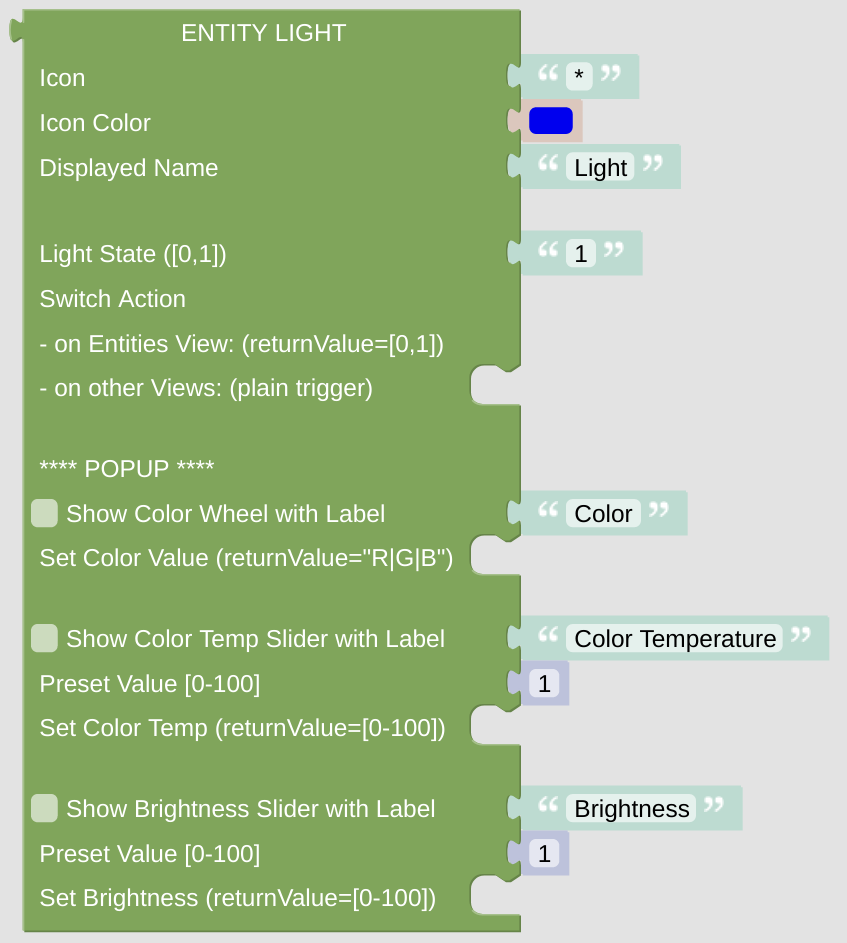 ENTITY LIGHT
Icon “ * ”
Icon Color
Displayed Name “ Light ”
Light State ([0,1]) “ 1 ”
Switch Action
- on Entities View: (returnValue=[0,1])
- on other Views: (plain trigger)
**** POPUP ****
Show Color Wheel with Label “ Color ”
Set Color Value (returnValue="R|G|B")
Show Color Temp Slider with Label “ Color Temperature ”
Preset Value [0-100] 1
Set Color Temp (returnValue=[0-100])
Show Brightness Slider with Label “ Brightness ”
Preset Value [0-100] 1
Set Brightness (returnValue=[0-100])